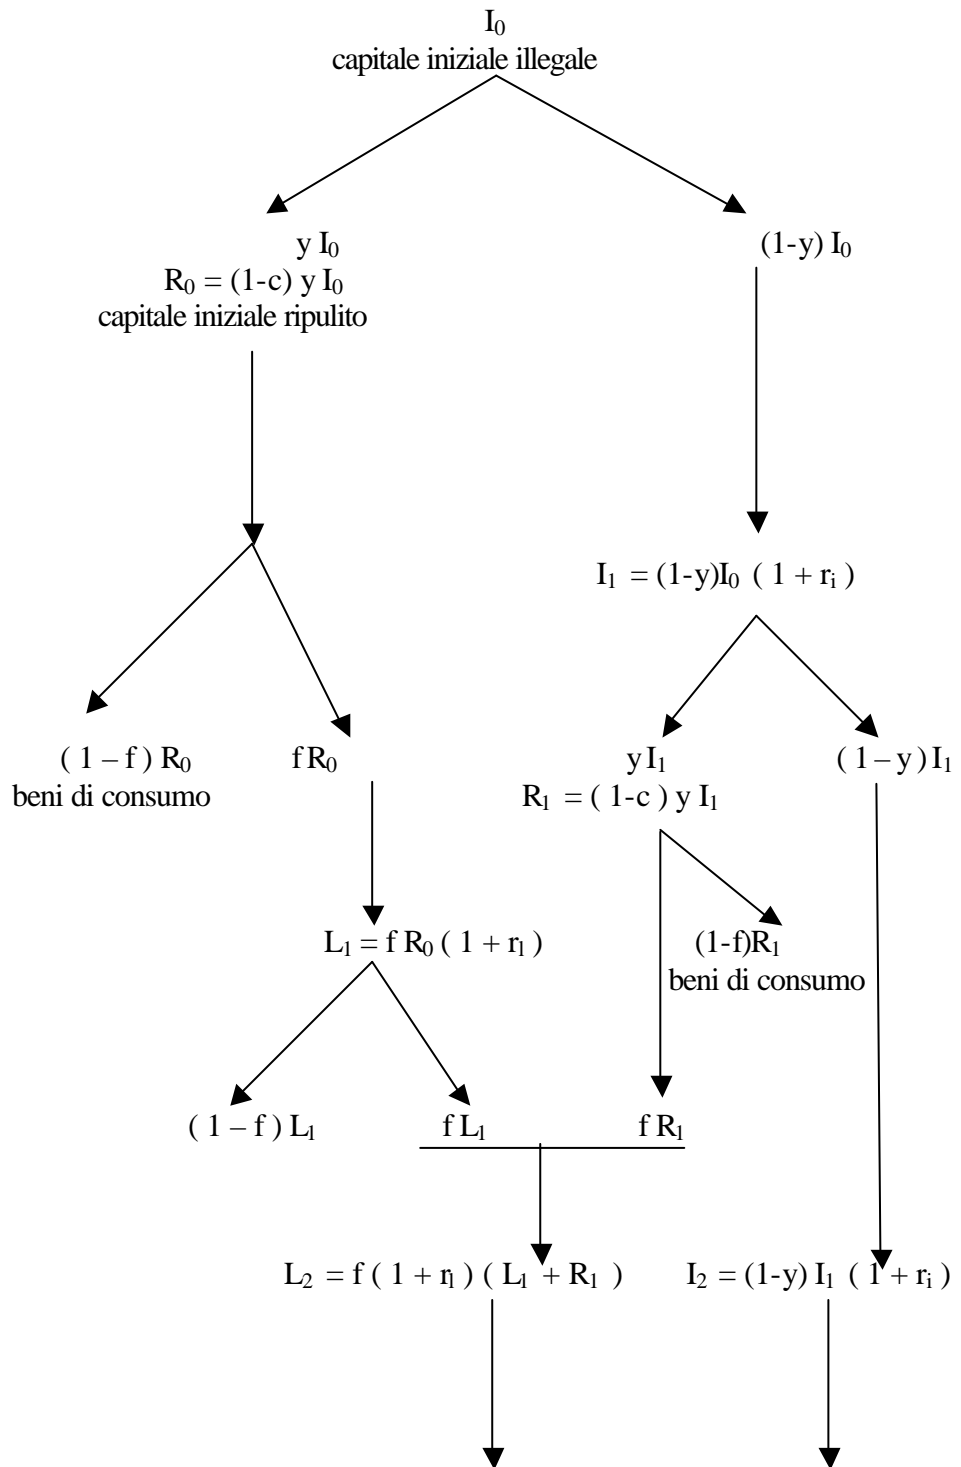 I₀
capitale iniziale illegale
y I₀
(1-y) I₀
R₀ = (1-c) y I₀
capitale iniziale ripulito
I₁ = (1-y)I₀ ( 1 + rᵢ )
( 1 – f ) R₀
f R₀
y I₁
( 1 – y ) I₁
beni di consumo
R₁ = ( 1-c ) y I₁
L₁ = f R₀ ( 1 + rₗ )
(1-f)R₁
beni di consumo
( 1 – f ) L₁
f L₁
f R₁
L₂ = f ( 1 + rₗ ) ( L₁ + R₁ )
I₂ = (1-y) I₁ ( 1 + rᵢ )